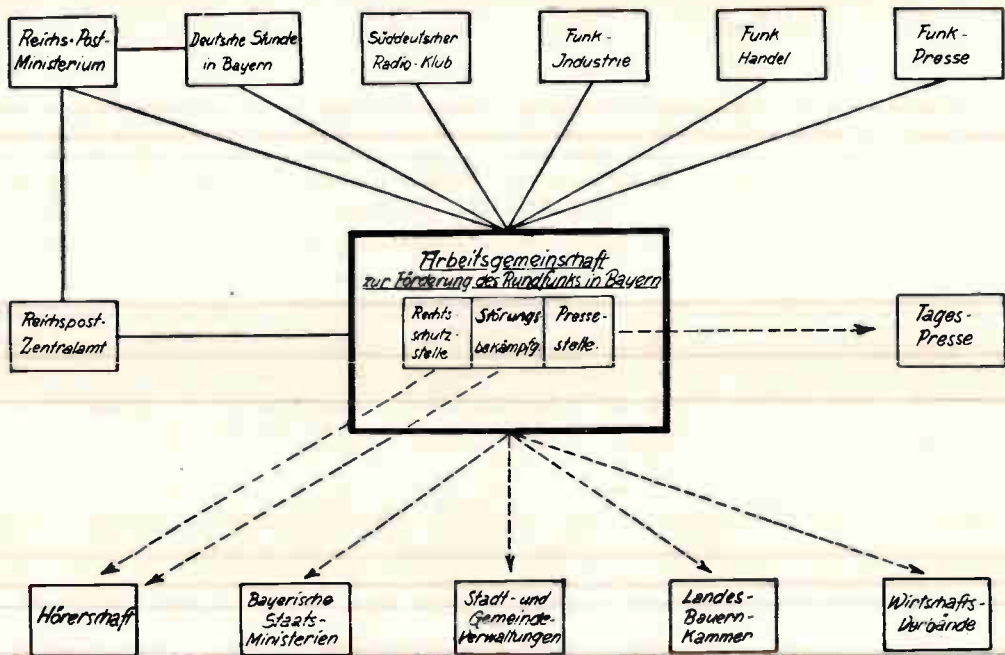 Reichs-Post-
Ministerium
Deutsche Stunde
in Bayern
Süddeutscher
Radio-Klub
Funk-
Jndustrie
Funk
Handel
Funk-
Presse
Arbeitsgemeinschaft
zur Förderung des Rundfunks in Bayern
Rechts-
schutz-
stelle
Störungs-
bekämpfg.
Presse-
stelle.
Reichspost-
Zentralamt
Tages-
Presse
Hörerschaft
Bayerische
Staats-
Ministerien
Stadt- und
Gemeinde-
Verwaltungen
Landes-
Bauern-
Kammer
Wirtschafts-
Verbände